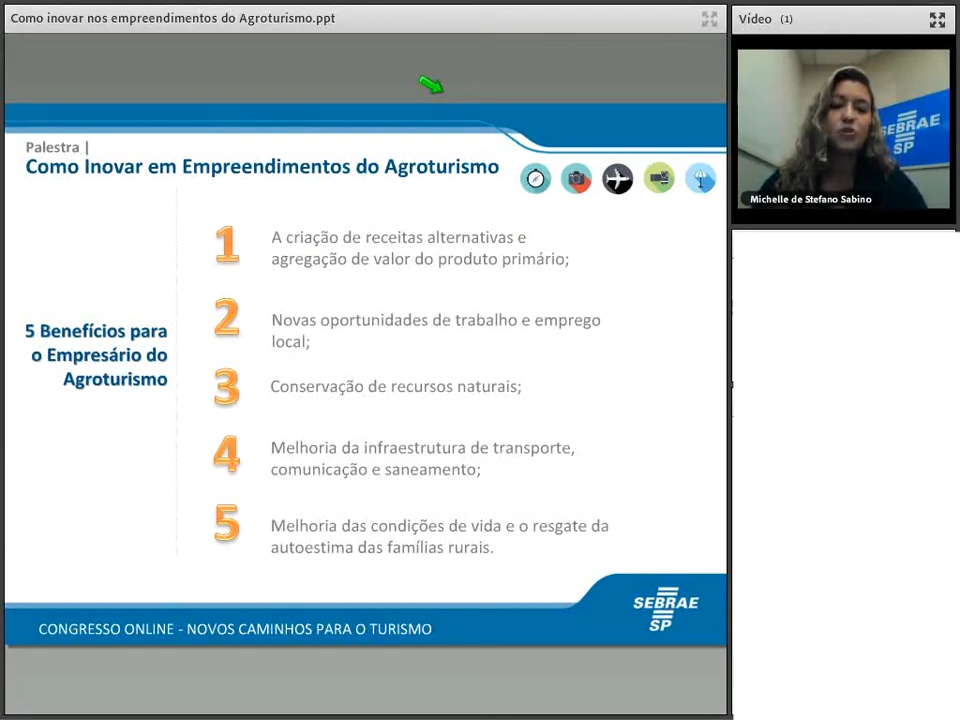 Como inovar nos empreendimentos do Agroturismo.ppt
Vídeo (1)
SEBRAE
SP
Michelle de Stefano Sabino
Palestra |
Como Inovar em Empreendimentos do Agroturismo
5 Benefícios para
o Empresário do
Agroturismo
1
A criação de receitas alternativas e
agregação de valor do produto primário;
2
Novas oportunidades de trabalho e emprego
local;
3
Conservação de recursos naturais;
4
Melhoria da infraestrutura de transporte,
comunicação e saneamento;
5
Melhoria das condições de vida e o resgate da
autoestima das famílias rurais.
CONGRESSO ONLINE - NOVOS CAMINHOS PARA O TURISMO
SEBRAE
SP